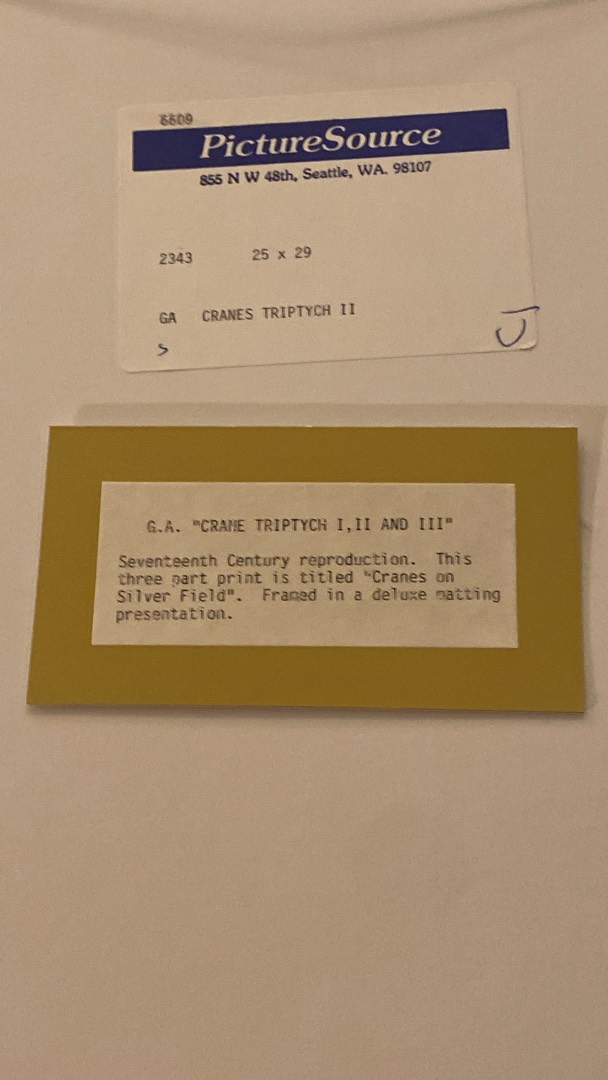 6609
PictureSource
855 N W 48th, Seattle, WA. 98107
2343 25 x 29
GA CRANES TRIPTYCH II
S
J
G.A. "CRANE TRIPTYCH I,II AND III"
Seventeenth Century reproduction. This
three part print is titled "Cranes on
Silver Field". Framed in a deluxe matting
presentation.